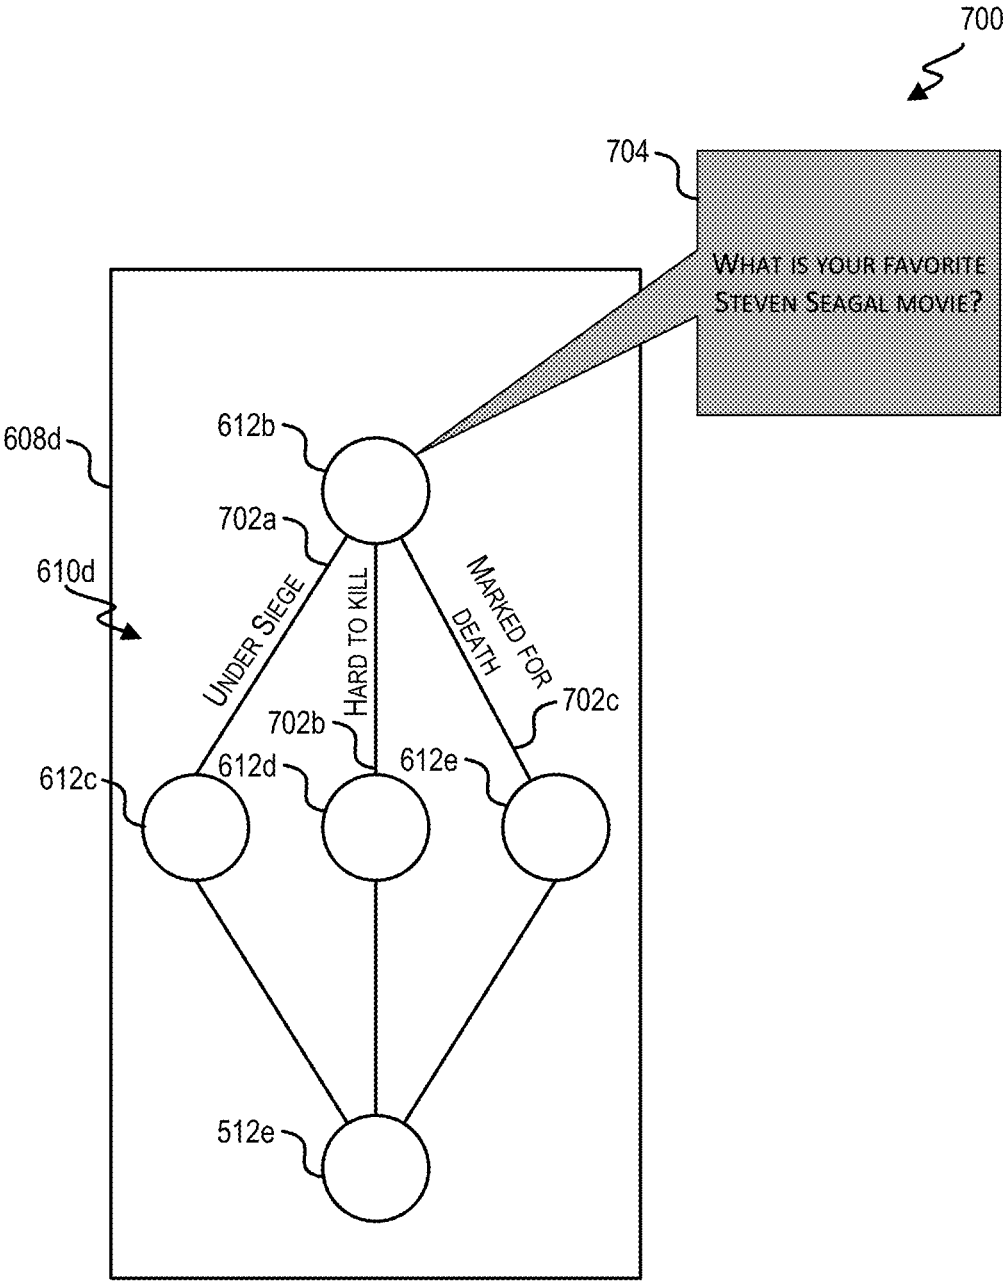 700
704
WHAT IS YOUR FAVORITE
STEVEN SEAGAL MOVIE?
612b
608d
702a
610d
UNDER SIEGE
HARD TO KILL
MARKED FOR
DEATH
702c
702b
612c
612d
612e
512e